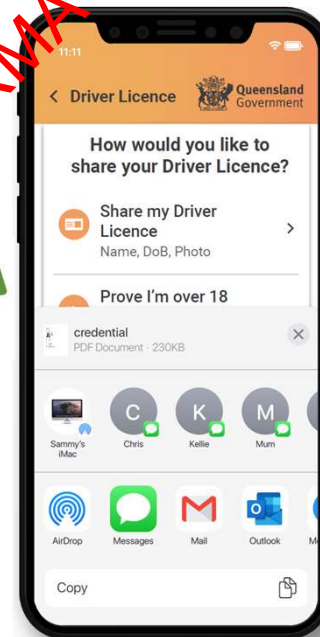 MA
11:11
Driver Licence
Queensland
Government
How would you like to
share your Driver Licence?
Share my Driver
Licence
Name, DoB, Photo
Prove I'm over 18
credential
PDF Document · 230KB
C
K
M
Sammy's
iMac
Chris
Kellie
Mum
AirDrop
Messages
Mail
Outlook
Copy